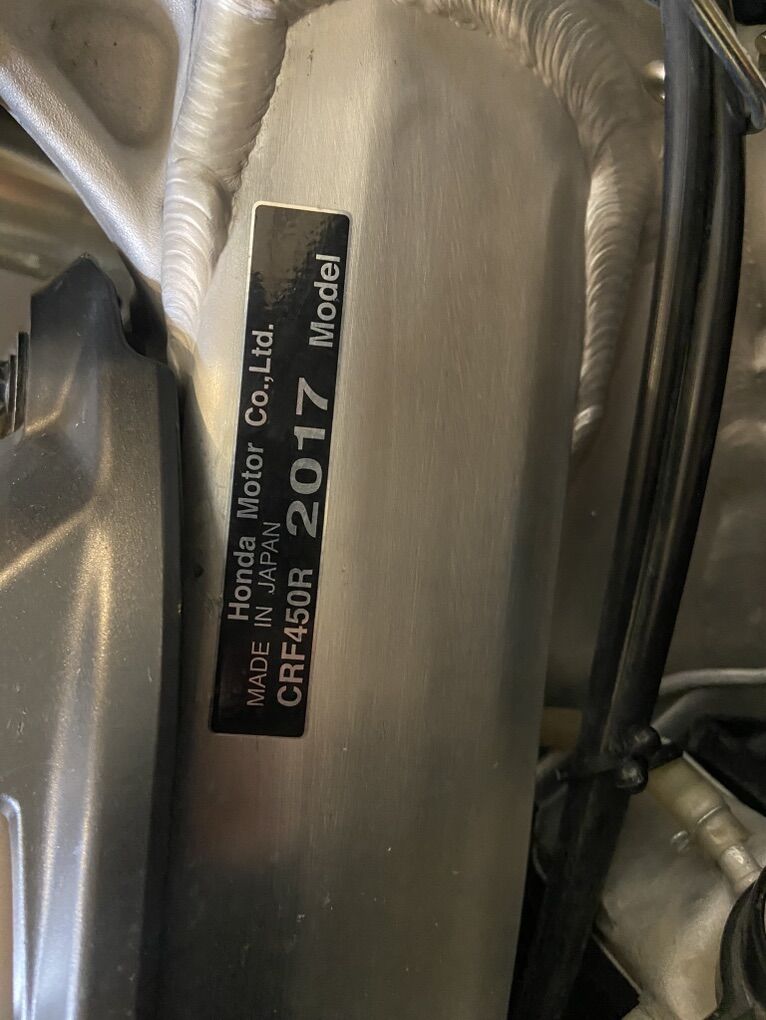 Honda Motor Co.,Ltd.
MADE IN JAPAN
CRF450R 2017 Model